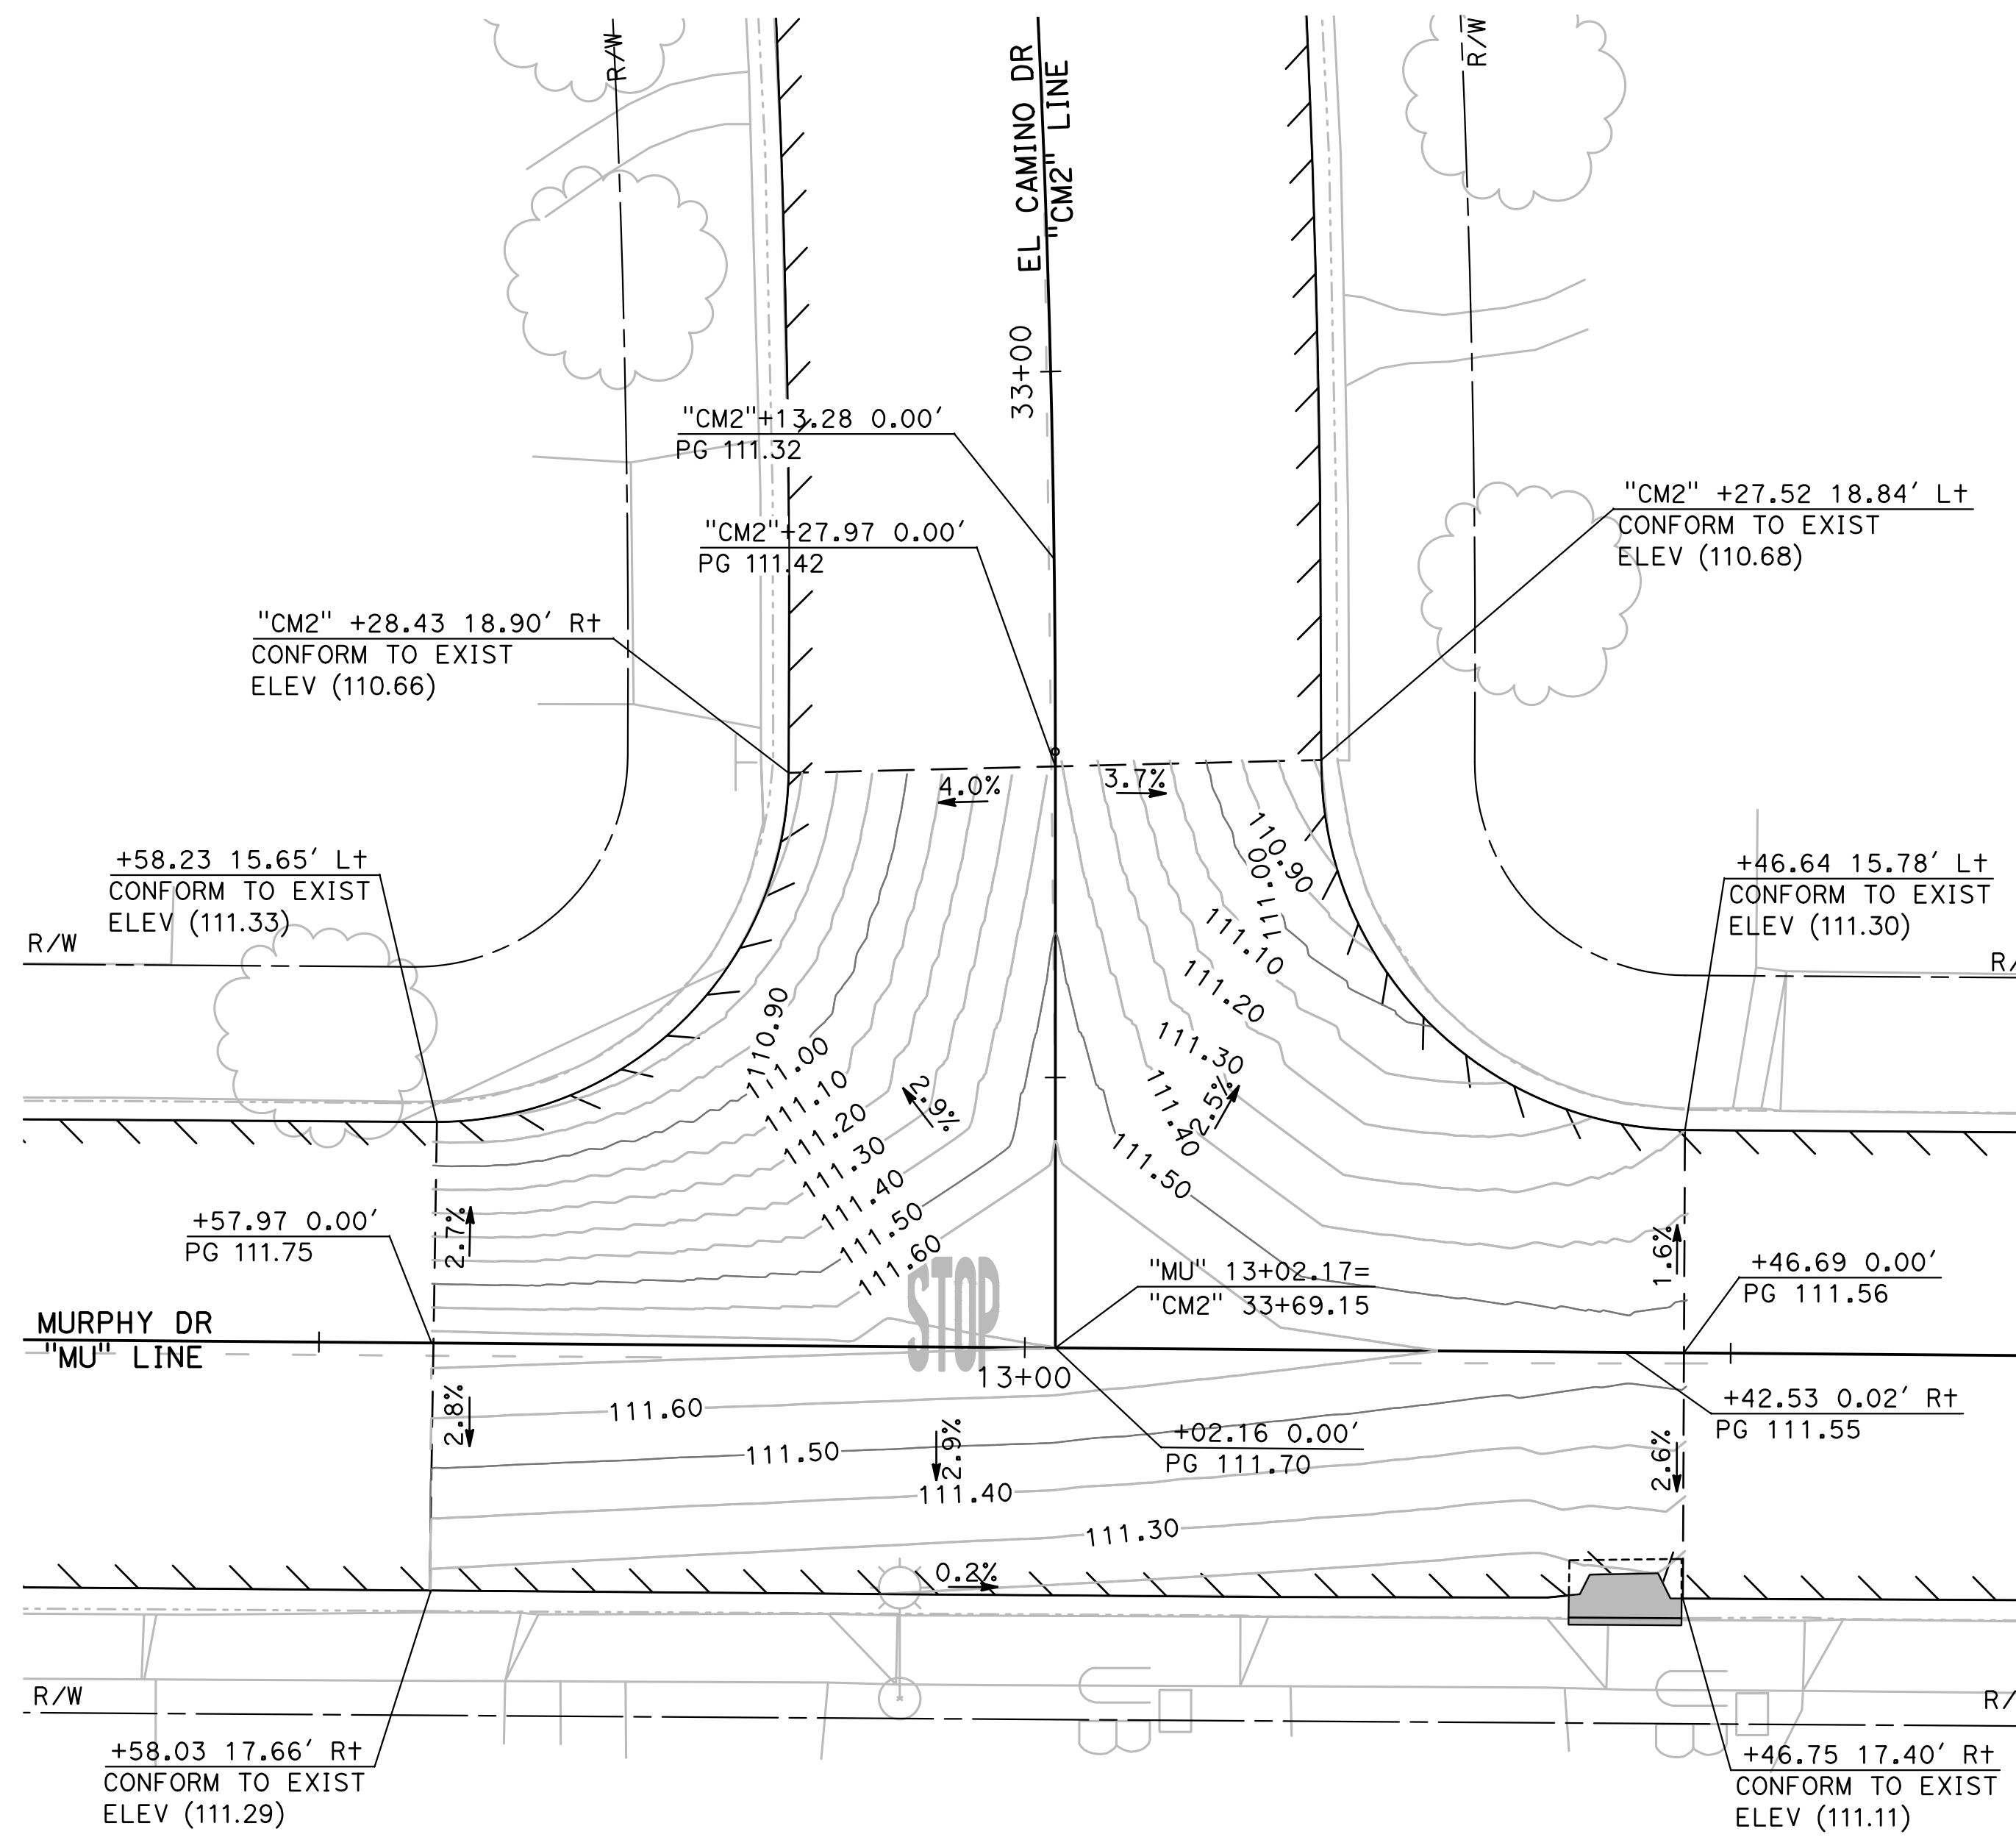 R/W
R/W
EL CAMINO DR
"CM2" LINE
33+00
"CM2"+13.28 0.00′
PG 111.32
"CM2"+27.97 0.00′
PG 111.42
"CM2" +27.52 18.84′ Lt
CONFORM TO EXIST
ELEV (110.68)
"CM2" +28.43 18.90′ Rt
CONFORM TO EXIST
ELEV (110.66)
4.0%
3.7%
+58.23 15.65′ Lt
CONFORM TO EXIST
ELEV (111.33)
+46.64 15.78′ Lt
CONFORM TO EXIST
ELEV (111.30)
R/W
R/
110.90
111.00
111.10
111.20
111.30
111.40
111.50
110.90
111.00
111.10
111.20
111.30
111.40
111.50
111.60
2.9%
2.5%
2.7%
1.6%
+57.97 0.00′
PG 111.75
"MU" 13+02.17=
"CM2" 33+69.15
+46.69 0.00′
PG 111.56
MURPHY DR
"MU" LINE
STOP
13+00
+42.53 0.02′ Rt
PG 111.55
+02.16 0.00′
PG 111.70
2.8%
2.9%
2.6%
111.60
111.50
111.40
111.30
0.2%
R/W
R/
+58.03 17.66′ Rt
CONFORM TO EXIST
ELEV (111.29)
+46.75 17.40′ Rt
CONFORM TO EXIST
ELEV (111.11)